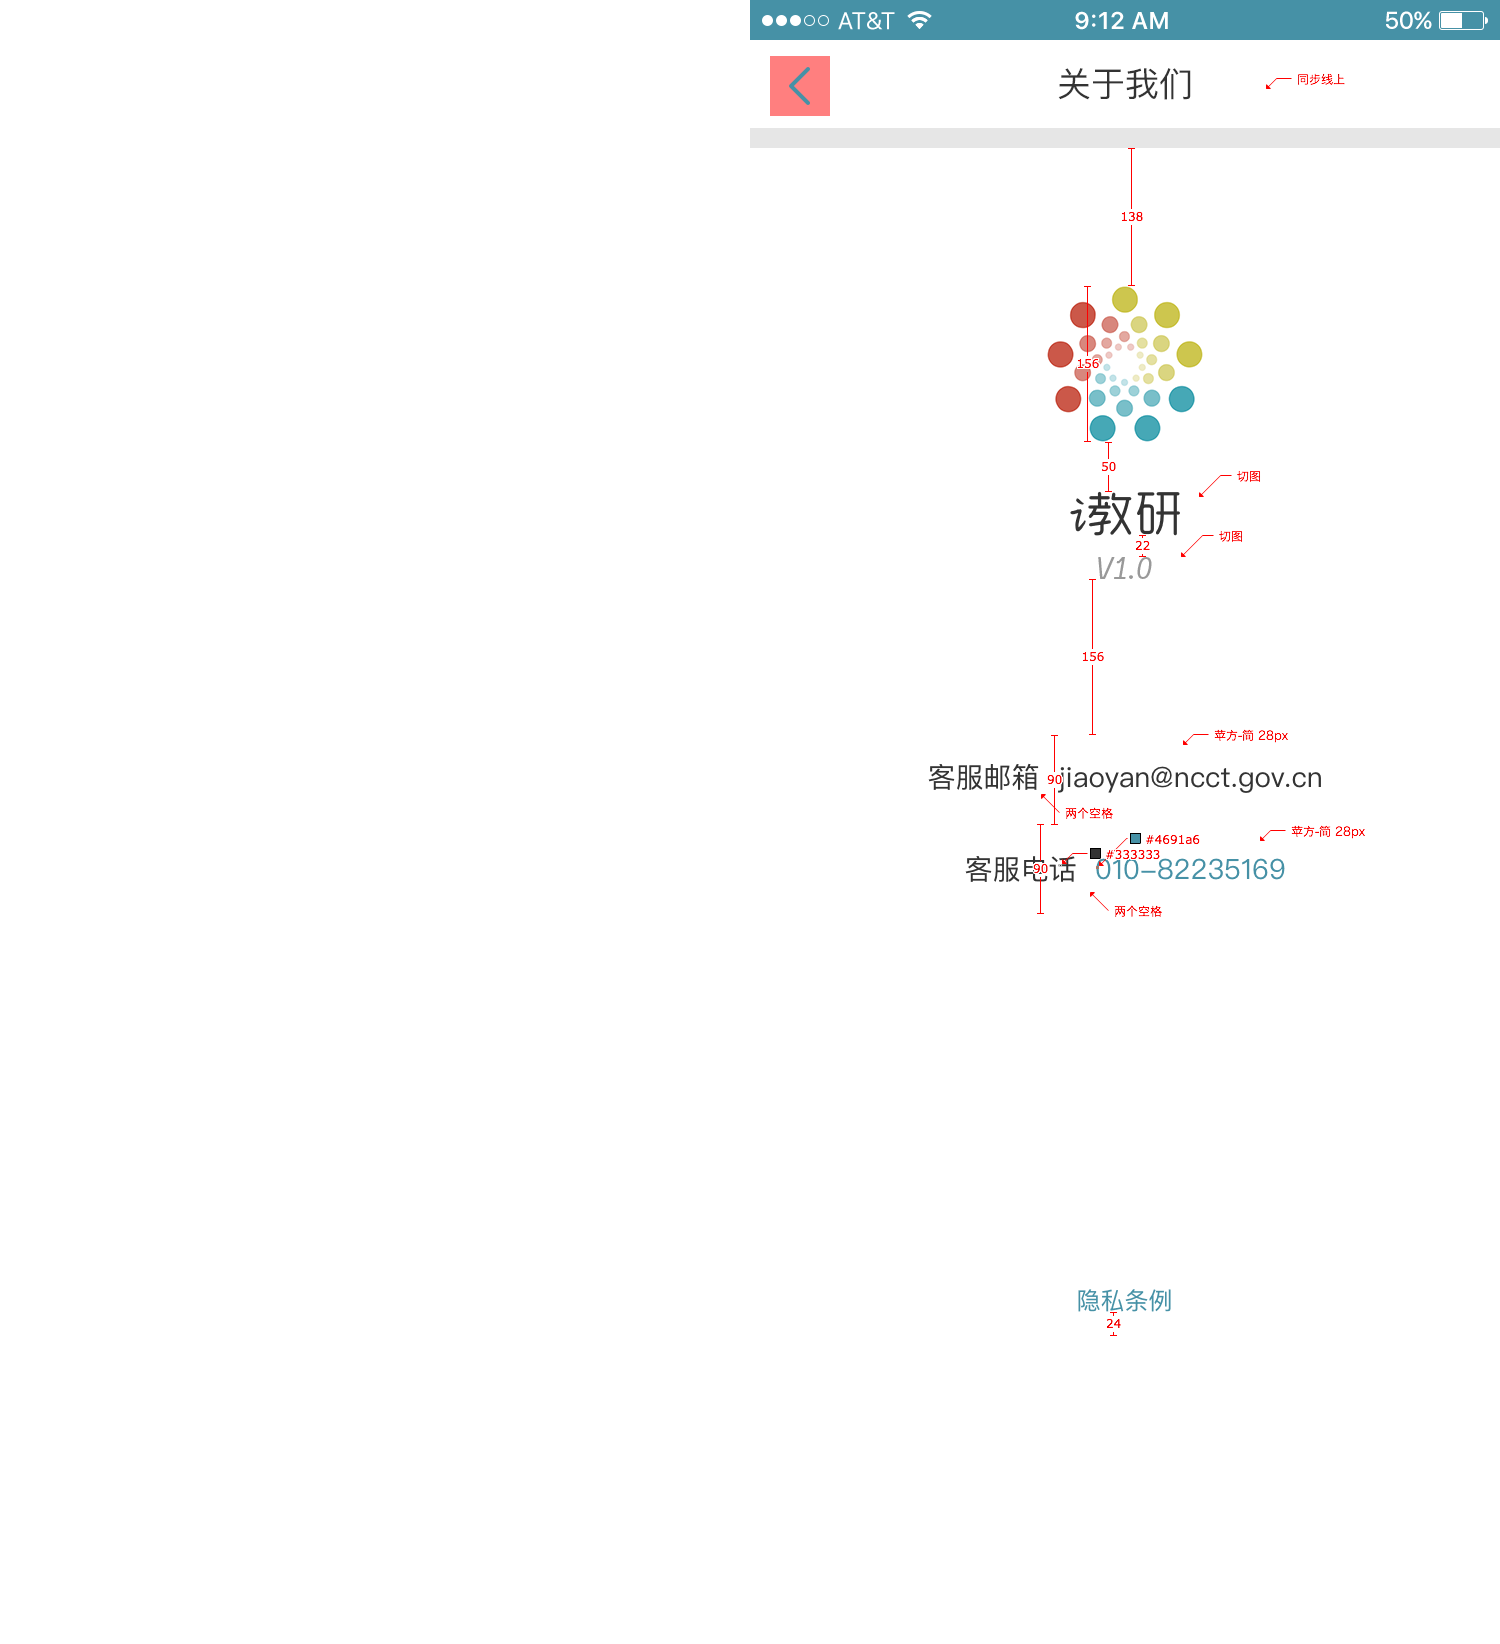 AT&T 9:12 AM 50%
关于我们
同步线上
138
156
50
切图
教研
切图
22
V1.0
156
苹方-简 28px
客服邮箱 jiaoyan@ncct.gov.cn
90
两个空格
苹方-简 28px
#4691a6
#333333
客服电话 010-82235169
90
两个空格
隐私条例
24